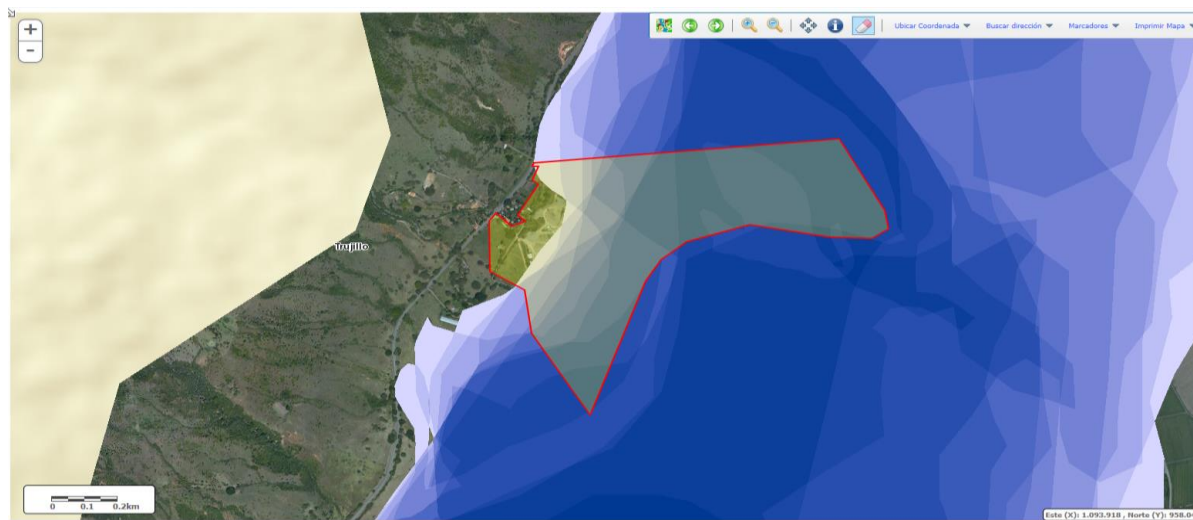 +
Ubicar Coordenada Buscar dirección Marcadores Imprimir Mapa
-
Trujillo
0 0.1 0.2km
Este (X): 1.093.918 , Norte (Y): 958.0